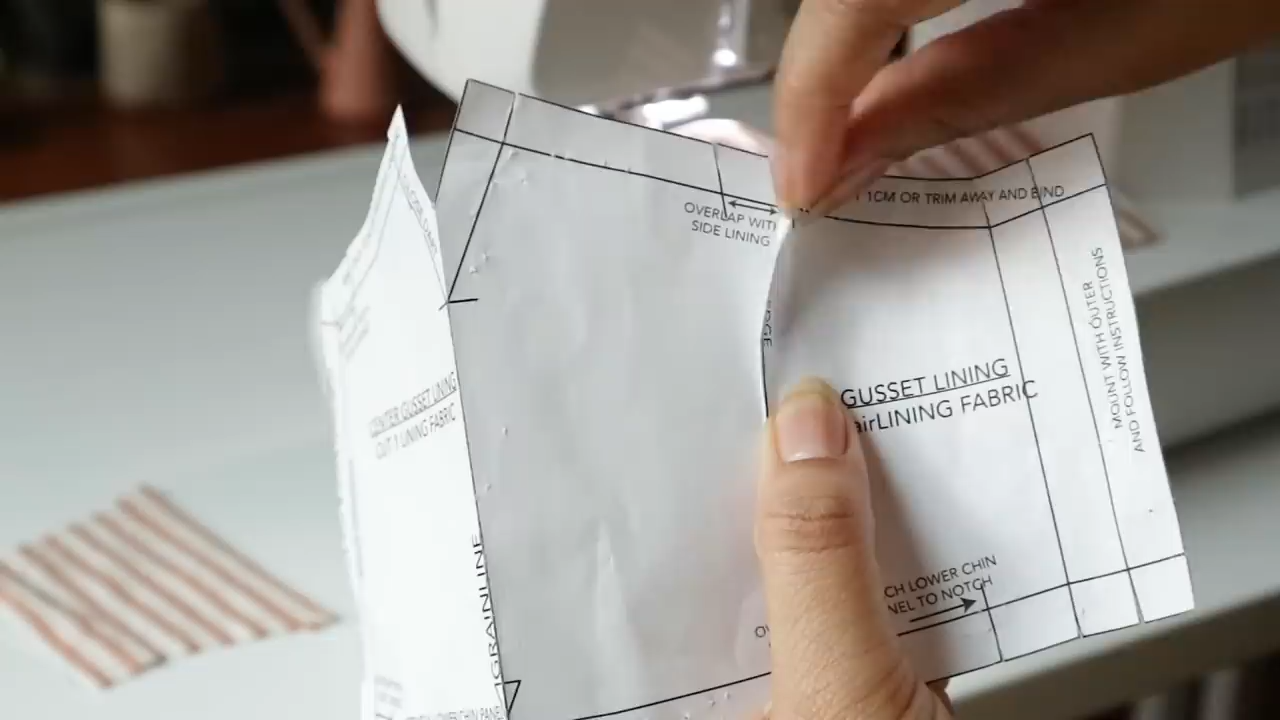 CENTER GUSSET LINING
CUT 1 LINING FABRIC
GRAINLINE
OVERLAP WITH
SIDE LINING
1CM OR TRIM AWAY AND BIND
GUSSET LINING
airLINING FABRIC
MOUNT WITH OUTER
AND FOLLOW INSTRUCTIONS
CH LOWER CHIN
NEL TO NOTCH